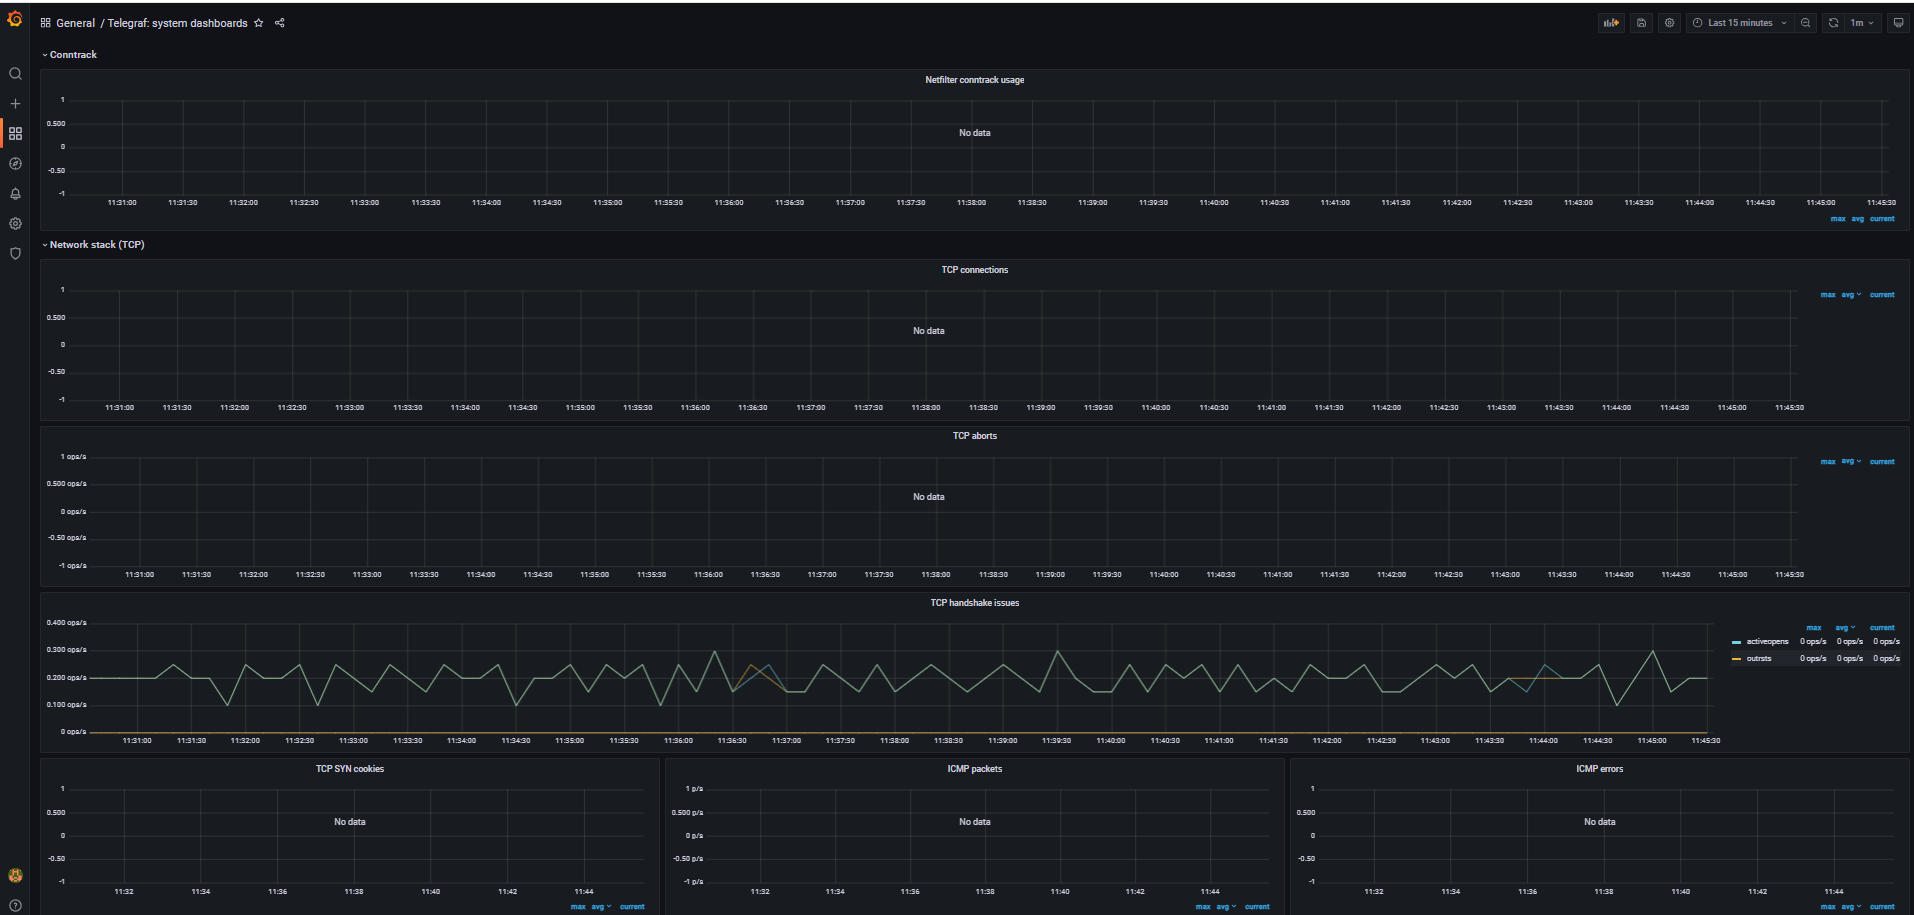 General / Telegraf: system dashboards
Last 15 minutes
1m
Conntrack
Netfilter conntrack usage
1
0.500
0
-0.50
-1
No data
11:31:00 11:31:30 11:32:00 11:32:30 11:33:00 11:33:30 11:34:00 11:34:30 11:35:00 11:35:30 11:36:00 11:36:30 11:37:00 11:37:30 11:38:00 11:38:30 11:39:00 11:39:30 11:40:00 11:40:30 11:41:00 11:41:30 11:42:00 11:42:30 11:43:00 11:43:30 11:44:00 11:44:30 11:45:00 11:45:30
max avg current
Network stack (TCP)
TCP connections
1
0.500
0
-0.50
-1
No data
11:31:00 11:31:30 11:32:00 11:32:30 11:33:00 11:33:30 11:34:00 11:34:30 11:35:00 11:35:30 11:36:00 11:36:30 11:37:00 11:37:30 11:38:00 11:38:30 11:39:00 11:39:30 11:40:00 11:40:30 11:41:00 11:41:30 11:42:00 11:42:30 11:43:00 11:43:30 11:44:00 11:44:30 11:45:00 11:45:30
max avg current
TCP aborts
1 ops/s
0.500 ops/s
0 ops/s
-0.50 ops/s
-1 ops/s
No data
11:31:00 11:31:30 11:32:00 11:32:30 11:33:00 11:33:30 11:34:00 11:34:30 11:35:00 11:35:30 11:36:00 11:36:30 11:37:00 11:37:30 11:38:00 11:38:30 11:39:00 11:39:30 11:40:00 11:40:30 11:41:00 11:41:30 11:42:00 11:42:30 11:43:00 11:43:30 11:44:00 11:44:30 11:45:00 11:45:30
max avg current
TCP handshake issues
0.400 ops/s
0.300 ops/s
0.200 ops/s
0.100 ops/s
0 ops/s
11:31:00 11:31:30 11:32:00 11:32:30 11:33:00 11:33:30 11:34:00 11:34:30 11:35:00 11:35:30 11:36:00 11:36:30 11:37:00 11:37:30 11:38:00 11:38:30 11:39:00 11:39:30 11:40:00 11:40:30 11:41:00 11:41:30 11:42:00 11:42:30 11:43:00 11:43:30 11:44:00 11:44:30 11:45:00 11:45:30
max avg current
activeopens 0 ops/s 0 ops/s 0 ops/s
outrsts 0 ops/s 0 ops/s 0 ops/s
TCP SYN cookies
1
0.500
0
-0.50
-1
No data
11:32 11:34 11:36 11:38 11:40 11:42 11:44
max avg current
ICMP packets
1 p/s
0.500 p/s
0 p/s
-0.50 p/s
-1 p/s
No data
11:32 11:34 11:36 11:38 11:40 11:42 11:44
max avg current
ICMP errors
1
0.500
0
-0.50
-1
No data
11:32 11:34 11:36 11:38 11:40 11:42 11:44
max avg current